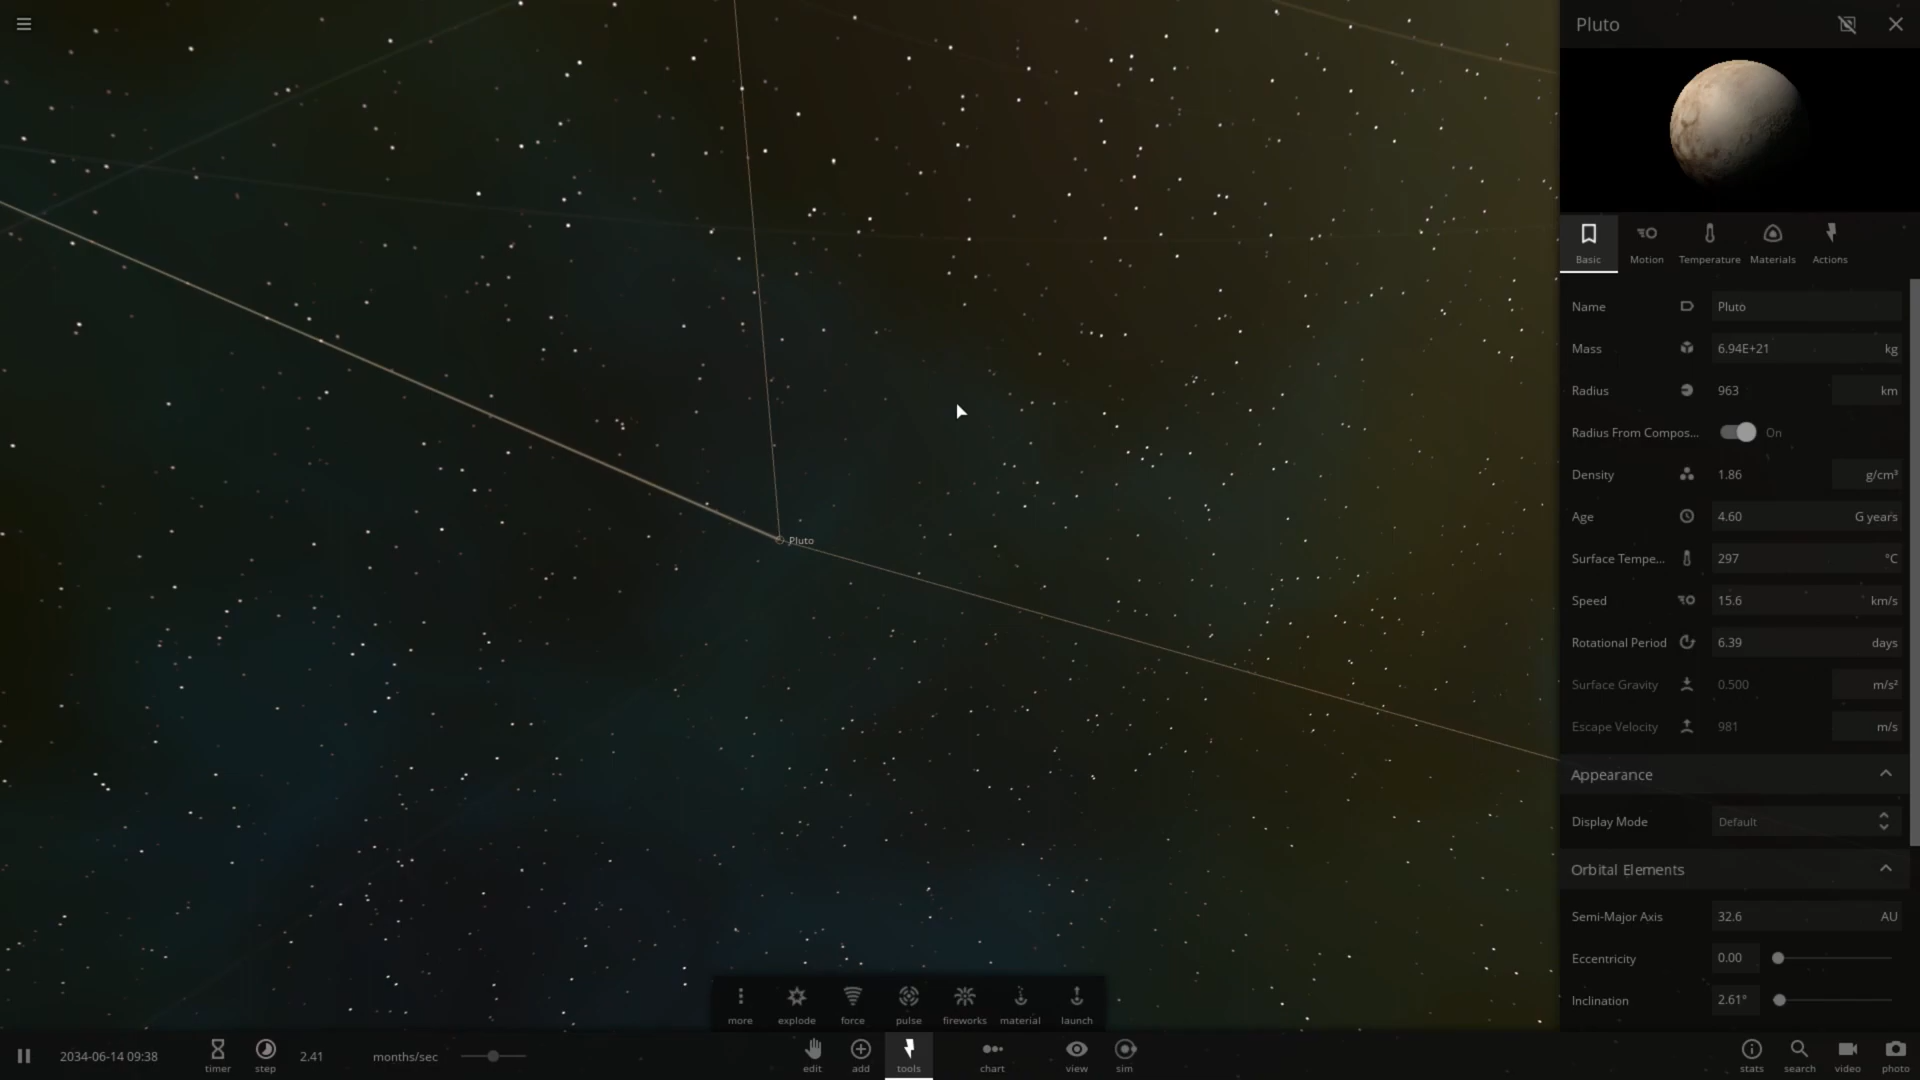 Pluto
Basic
Motion
Temperature
Materials
Actions
Name Pluto
Mass 6.94E+21 kg
Radius 963 km
Radius From Compos... On
Density 1.86 g/cm³
Age 4.60 G years
Surface Tempe... 297 °C
Speed 15.6 km/s
Rotational Period 6.39 days
Surface Gravity 0.500 m/s²
Escape Velocity 981 m/s
Appearance
Display Mode Default
Orbital Elements
Semi-Major Axis 32.6 AU
Eccentricity 0.00
Inclination 2.61°
Pluto
more
explode
force
pulse
fireworks
material
launch
2034-06-14 09:38
timer
step
2.41 months/sec
edit
add
tools
chart
view
sim
stats
search
video
photo